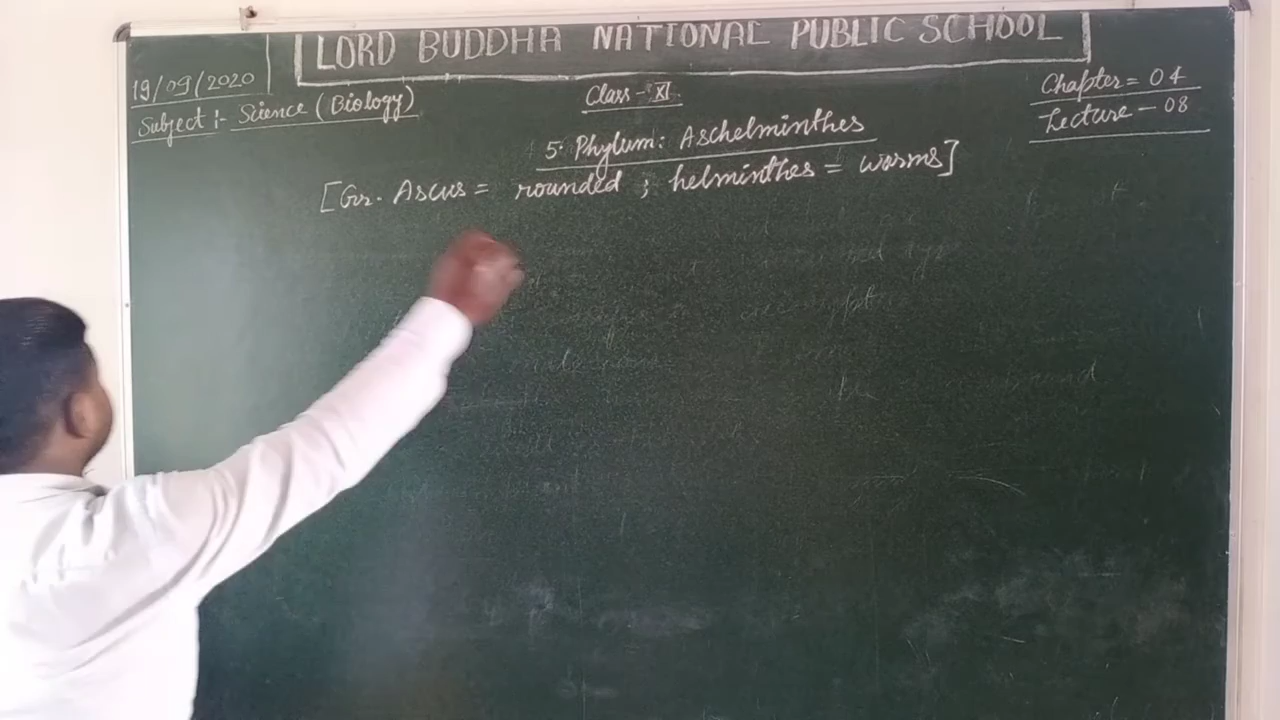 LORD BUDDHA NATIONAL PUBLIC SCHOOL
19/09/2020
Subject :- Science (Biology)
Class - XI
Chapter = 04
Lecture - 08
5. Phylum: Aschelminthes
[Gr. Ascus = rounded ; helminthes = worms]